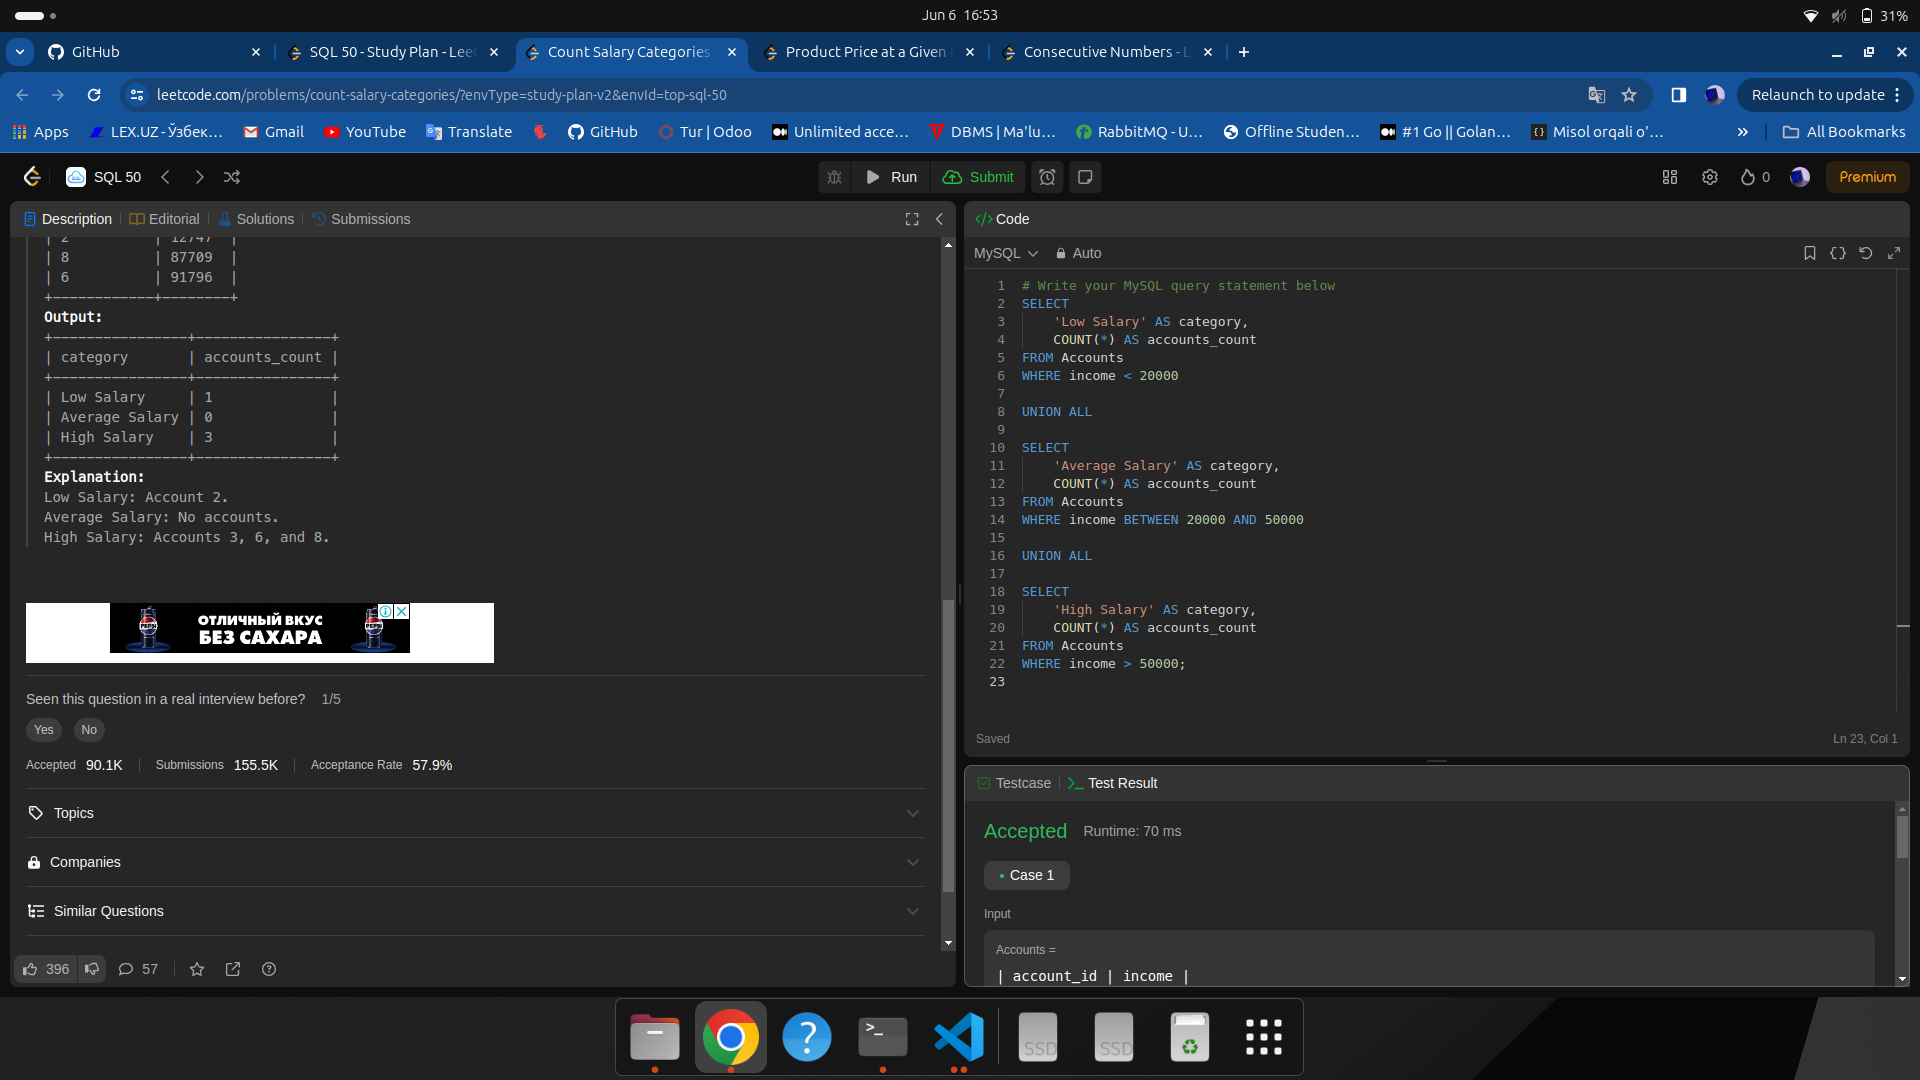 Jun 6 16:53
31%
GitHub
SQL 50 - Study Plan - Lee
Count Salary Categories
Product Price at a Given
Consecutive Numbers - L
leetcode.com/problems/count-salary-categories/?envType=study-plan-v2&envId=top-sql-50
Relaunch to update
Apps
LEX.UZ - Ўзбек...
Gmail
YouTube
Translate
GitHub
Tur | Odoo
Unlimited acce...
DBMS | Ma'lu...
RabbitMQ - U...
Offline Studen...
#1 Go || Golan...
Misol orqali o'...
All Bookmarks
SQL 50
Run
Submit
0
Premium
Description
Editorial
Solutions
Submissions
| 2 | 12747 |
| 8 | 87709 |
| 6 | 91796 |
+------------+--------+
Output:
+----------------+----------------+
| category | accounts_count |
+----------------+----------------+
| Low Salary | 1 |
| Average Salary | 0 |
| High Salary | 3 |
+----------------+----------------+
Explanation:
Low Salary: Account 2.
Average Salary: No accounts.
High Salary: Accounts 3, 6, and 8.
ОТЛИЧНЫЙ ВКУС
БЕЗ САХАРА
Seen this question in a real interview before? 1/5
Yes No
Accepted 90.1K Submissions 155.5K Acceptance Rate 57.9%
Topics
Companies
Similar Questions
396 57
Code
MySQL Auto
1 # Write your MySQL query statement below
2 SELECT
3 'Low Salary' AS category,
4 COUNT(*) AS accounts_count
5 FROM Accounts
6 WHERE income < 20000
7
8 UNION ALL
9
10 SELECT
11 'Average Salary' AS category,
12 COUNT(*) AS accounts_count
13 FROM Accounts
14 WHERE income BETWEEN 20000 AND 50000
15
16 UNION ALL
17
18 SELECT
19 'High Salary' AS category,
20 COUNT(*) AS accounts_count
21 FROM Accounts
22 WHERE income > 50000;
23
Saved
Ln 23, Col 1
Testcase
Test Result
Accepted Runtime: 70 ms
Case 1
Input
Accounts =
| account_id | income |
SSD
SSD